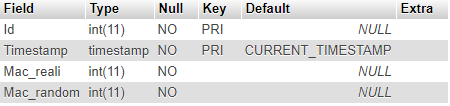 Field Type Null Key Default Extra
Id int(11) NO PRI NULL
Timestamp timestamp NO PRI CURRENT_TIMESTAMP
Mac_reali int(11) NO NULL
Mac_random int(11) NO NULL